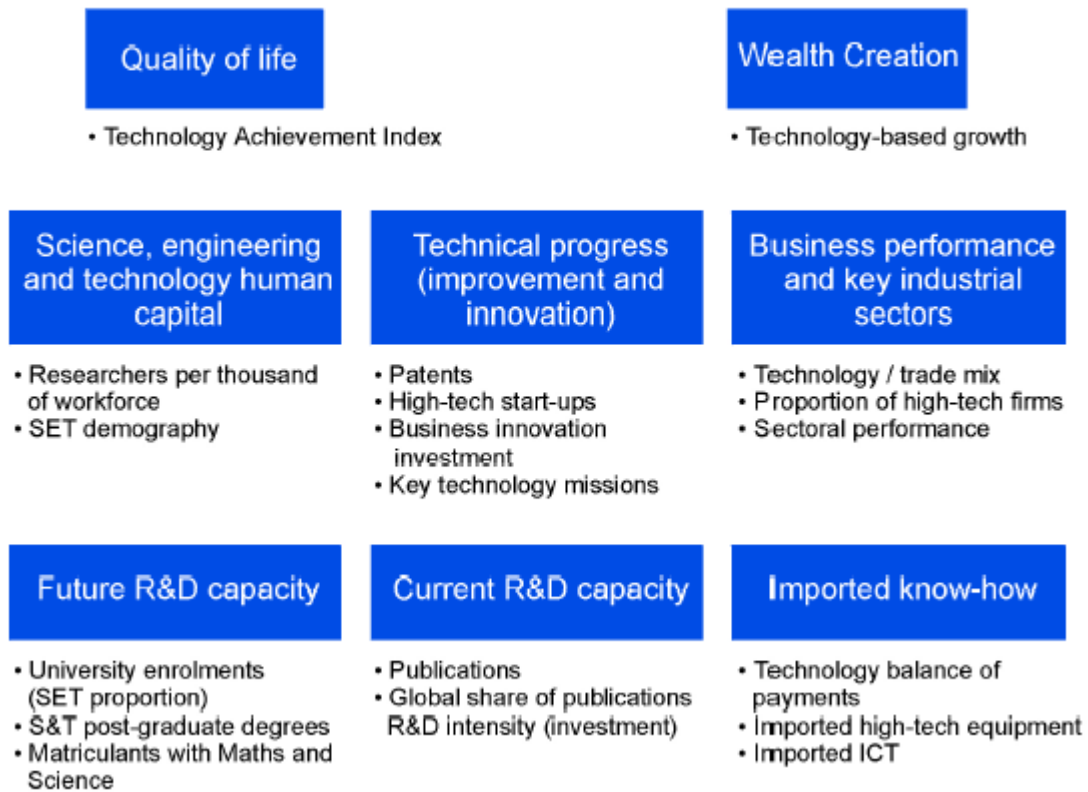 Quality of life
Wealth Creation
• Technology Achievement Index
• Technology-based growth
Science, engineering
and technology human
capital
Technical progress
(improvement and
innovation)
Business performance
and key industrial
sectors
• Researchers per thousand
of workforce
• SET demography
• Patents
• High-tech start-ups
• Business innovation
investment
• Key technology missions
• Technology / trade mix
• Proportion of high-tech firms
• Sectoral performance
Future R&D capacity
Current R&D capacity
Imported know-how
• University enrolments
(SET proportion)
• S&T post-graduate degrees
• Matriculants with Maths and
Science
• Publications
• Global share of publications
R&D intensity (investment)
• Technology balance of
payments
• Imported high-tech equipment
• Imported ICT